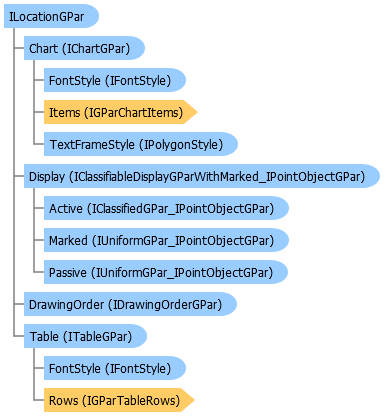 ILocationGPar
Chart (IChartGPar)
FontStyle (IFontStyle)
Items (IGParChartItems)
TextFrameStyle (IPolygonStyle)
Display (IClassifiableDisplayGParWithMarked_IPointObjectGPar)
Active (IClassifiedGPar_IPointObjectGPar)
Marked (IUniformGPar_IPointObjectGPar)
Passive (IUniformGPar_IPointObjectGPar)
DrawingOrder (IDrawingOrderGPar)
Table (ITableGPar)
FontStyle (IFontStyle)
Rows (IGParTableRows)